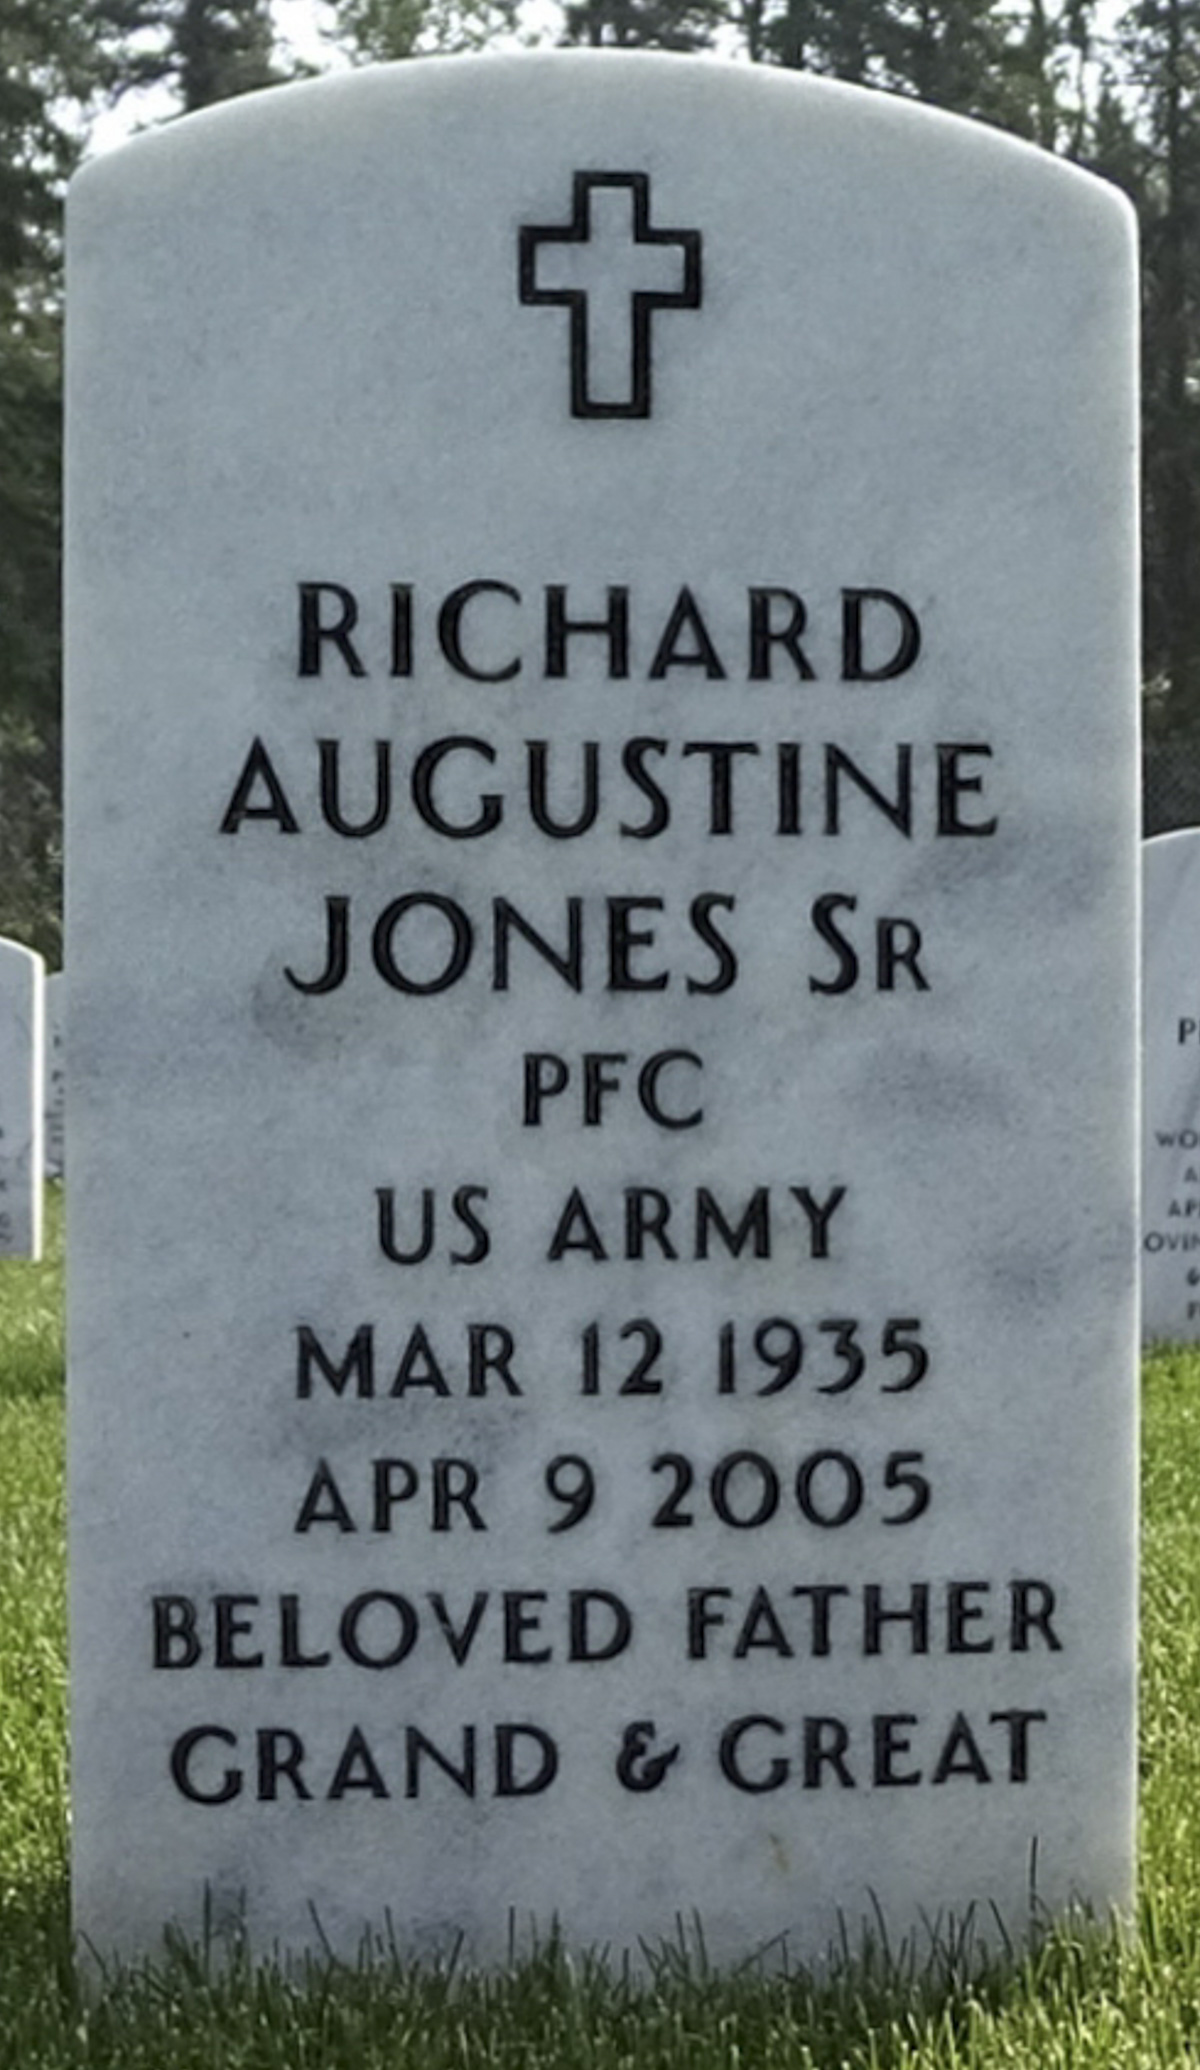 RICHARD
AUGUSTINE
JONES SR
PFC
US ARMY
MAR 12 1935
APR 9 2005
BELOVED FATHER
GRAND & GREAT